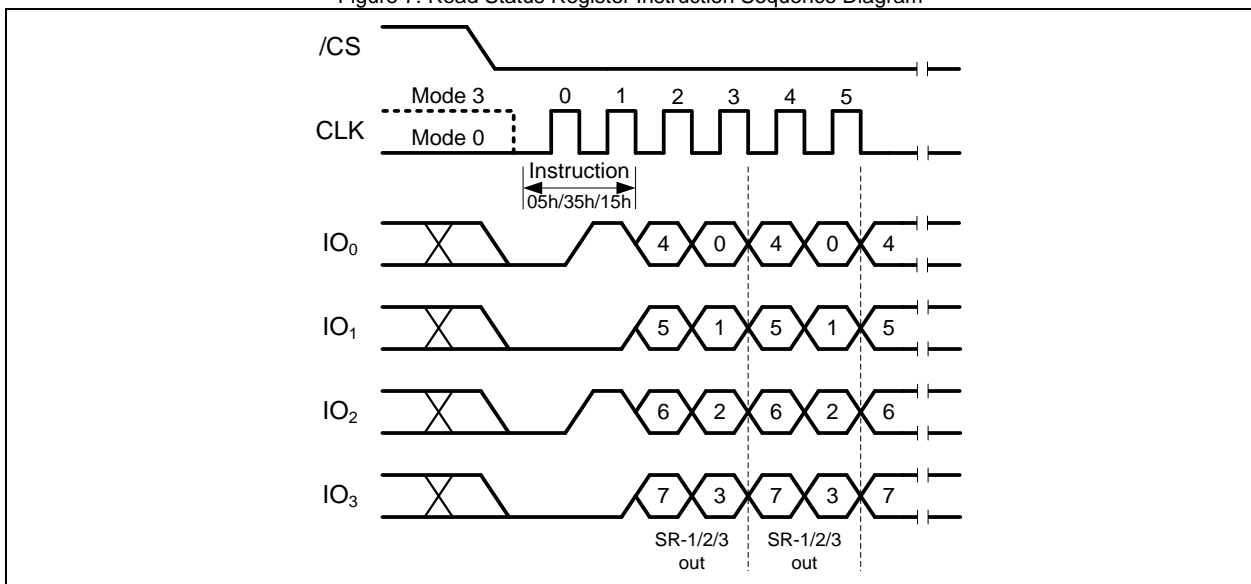 Figure 7. Read Status Register Instruction Sequence Diagram
/CS
Mode 3 0 1 2 3 4 5
CLK
Mode 0
Instruction
05h/35h/15h
IO0 4 0 4 0 4
IO1 5 1 5 1 5
IO2 6 2 6 2 6
IO3 7 3 7 3 7
SR-1/2/3 SR-1/2/3
out out